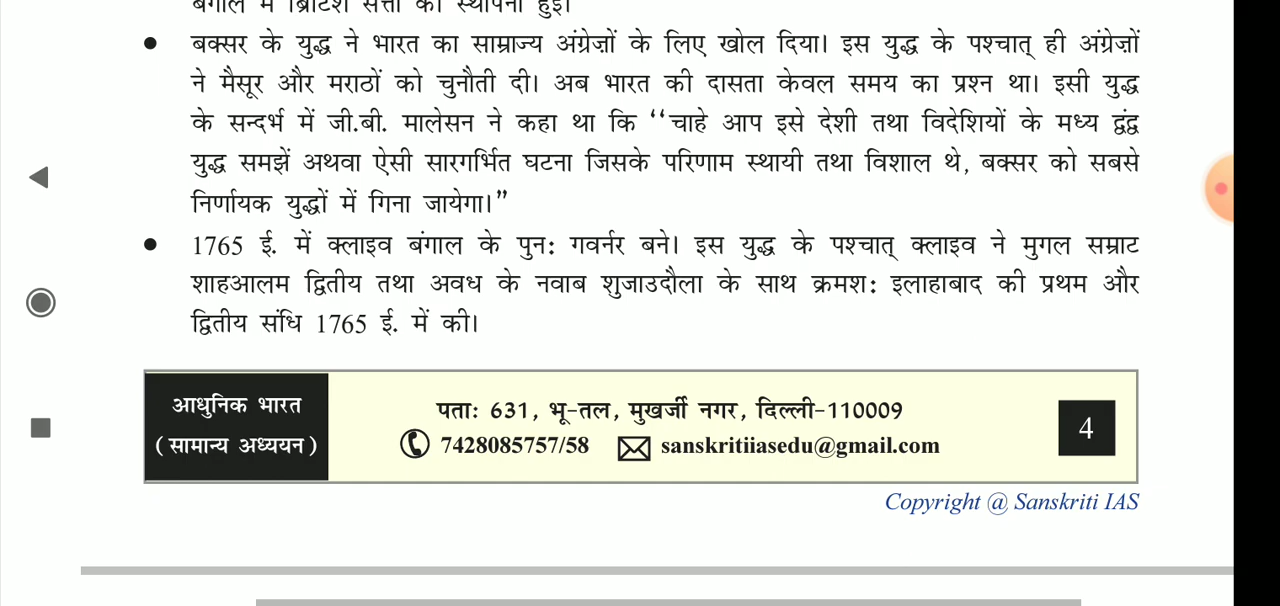 बंगाल में ब्रिटिश सत्ता की स्थापना हुई।
● बक्सर के युद्ध ने भारत का साम्राज्य अंग्रेज़ों के लिए खोल दिया। इस युद्ध के पश्चात् ही अंग्रेज़ों
ने मैसूर और मराठों को चुनौती दी। अब भारत की दासता केवल समय का प्रश्न था। इसी युद्ध
के सन्दर्भ में जी.बी. मालेसन ने कहा था कि ‘‘चाहे आप इसे देशी तथा विदेशियों के मध्य द्वंद्व
युद्ध समझें अथवा ऐसी सारगर्भित घटना जिसके परिणाम स्थायी तथा विशाल थे, बक्सर को सबसे
निर्णायक युद्धों में गिना जायेगा।”
● 1765 ई. में क्लाइव बंगाल के पुन: गवर्नर बने। इस युद्ध के पश्चात् क्लाइव ने मुगल सम्राट
शाहआलम द्वितीय तथा अवध के नवाब शुजाउदौला के साथ क्रमश: इलाहाबाद की प्रथम और
द्वितीय संधि 1765 ई. में की।
आधुनिक भारत
(सामान्य अध्ययन)
पता: 631, भू-तल, मुखर्जी नगर, दिल्ली-110009
7428085757/58 sanskritiiasedu@gmail.com
4
Copyright @ Sanskriti IAS